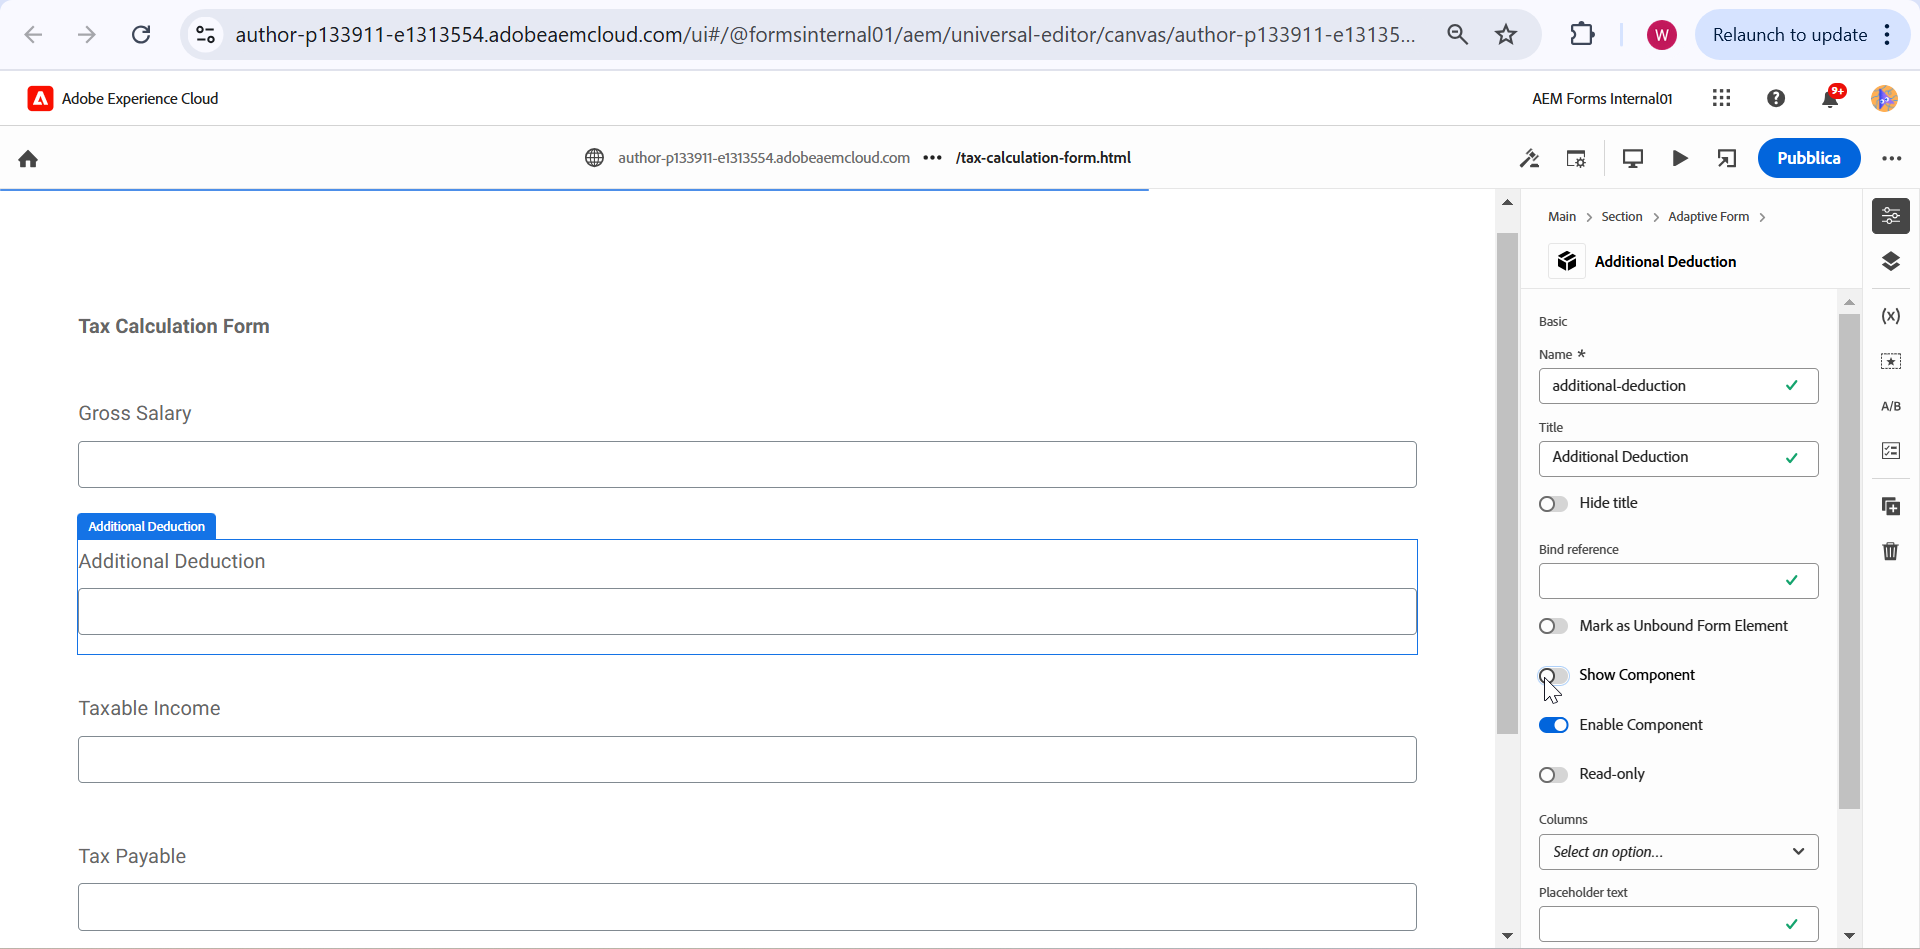 author-p133911-e1313554.adobeaemcloud.com/ui#/@formsinternal01/aem/universal-editor/canvas/author-p133911-e13135...
W
Relaunch to update
Adobe Experience Cloud
AEM Forms Internal01
9+
author-p133911-e1313554.adobeaemcloud.com ••• /tax-calculation-form.html
Pubblica
Main > Section > Adaptive Form >
Additional Deduction
Tax Calculation Form
Gross Salary
Additional Deduction
Additional Deduction
Taxable Income
Tax Payable
Basic
Name *
additional-deduction
Title
Additional Deduction
Hide title
Bind reference
Mark as Unbound Form Element
Show Component
Enable Component
Read-only
Columns
Select an option...
Placeholder text
(x)
A/B